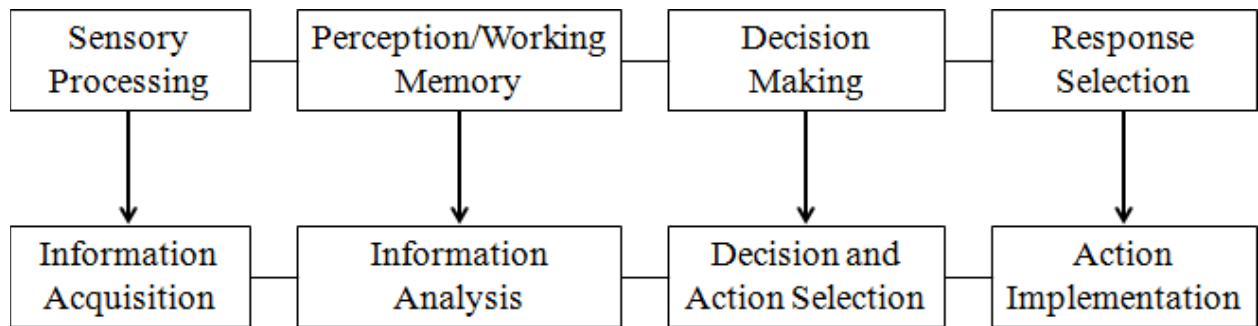 Sensory
Processing
Perception/Working
Memory
Decision
Making
Response
Selection
Information
Acquisition
Information
Analysis
Decision and
Action Selection
Action
Implementation